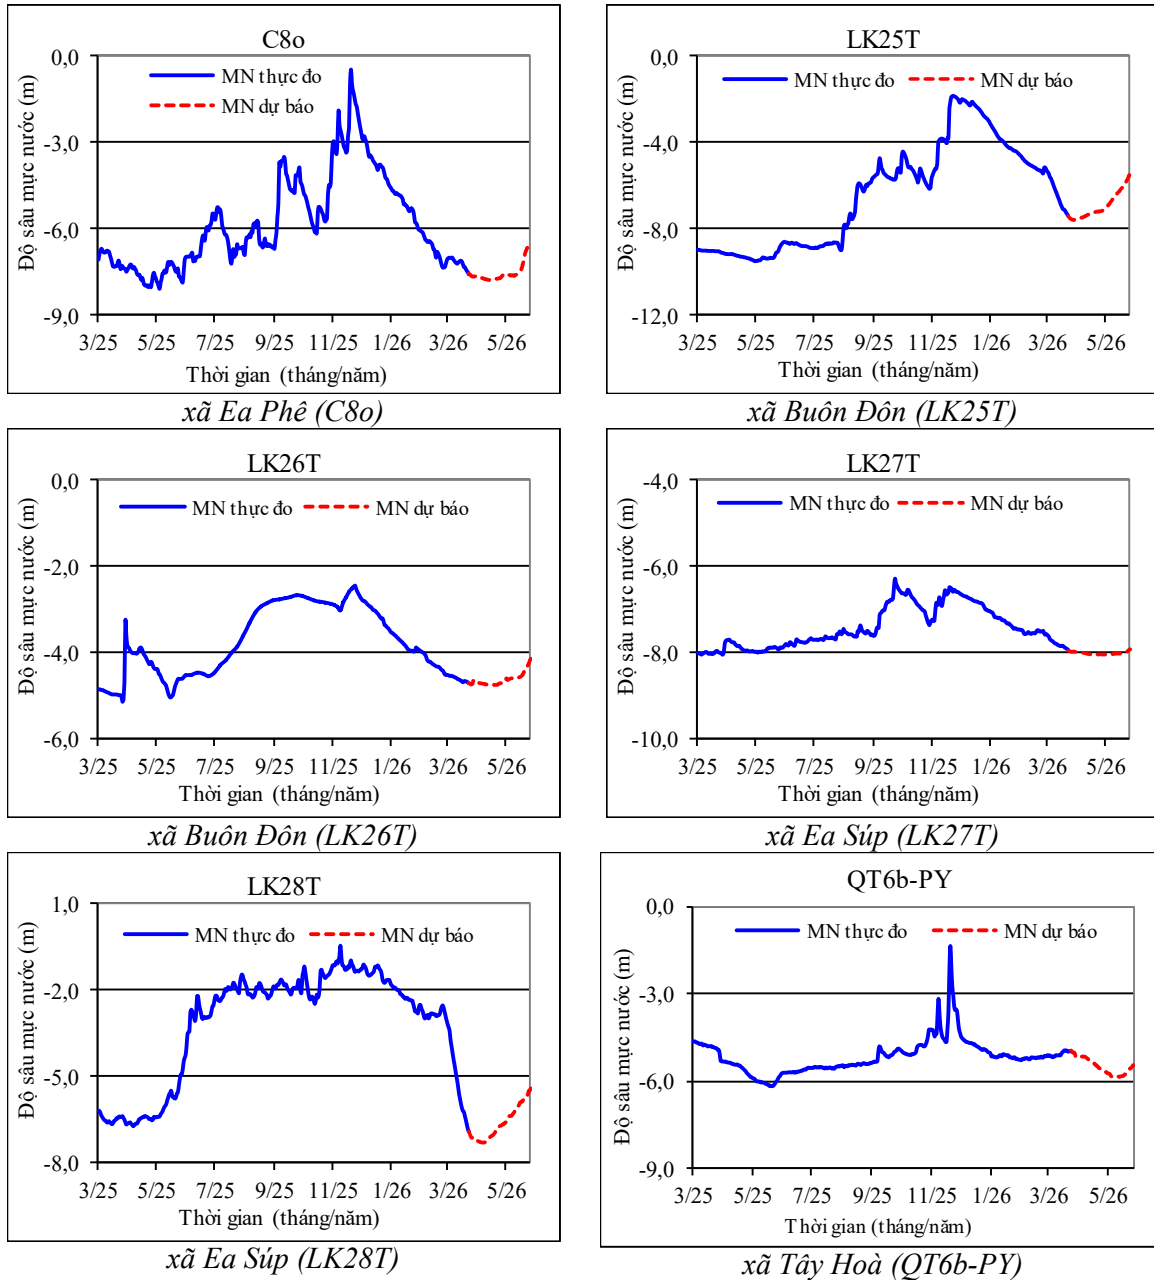 C8o
Độ sâu mực nước (m)
MN thực đo
MN dự báo
0,0
-3,0
-6,0
-9,0
3/25 5/25 7/25 9/25 11/25 1/26 3/26 5/26
Thời gian (tháng/năm)
xã Ea Phê (C8o)
LK25T
Độ sâu mực nước (m)
MN thực đo MN dự báo
0,0
-4,0
-8,0
-12,0
3/25 5/25 7/25 9/25 11/25 1/26 3/26 5/26
Thời gian (tháng/năm)
xã Buôn Đôn (LK25T)
LK26T
Độ sâu mực nước (m)
MN thực đo MN dự báo
0,0
-2,0
-4,0
-6,0
3/25 5/25 7/25 9/25 11/25 1/26 3/26 5/26
Thời gian (tháng/năm)
xã Buôn Đôn (LK26T)
LK27T
Độ sâu mực nước (m)
MN thực đo MN dự báo
-4,0
-6,0
-8,0
-10,0
3/25 5/25 7/25 9/25 11/25 1/26 3/26 5/26
Thời gian (tháng/năm)
xã Ea Súp (LK27T)
LK28T
Độ sâu mực nước (m)
MN thực đo MN dự báo
1,0
-2,0
-5,0
-8,0
3/25 5/25 7/25 9/25 11/25 1/26 3/26 5/26
Thời gian (tháng/năm)
xã Ea Súp (LK28T)
QT6b-PY
Độ sâu mực nước (m)
MN thực đo MN dự báo
0,0
-3,0
-6,0
-9,0
3/25 5/25 7/25 9/25 11/25 1/26 3/26 5/26
Thời gian (tháng/năm)
xã Tây Hoà (QT6b-PY)